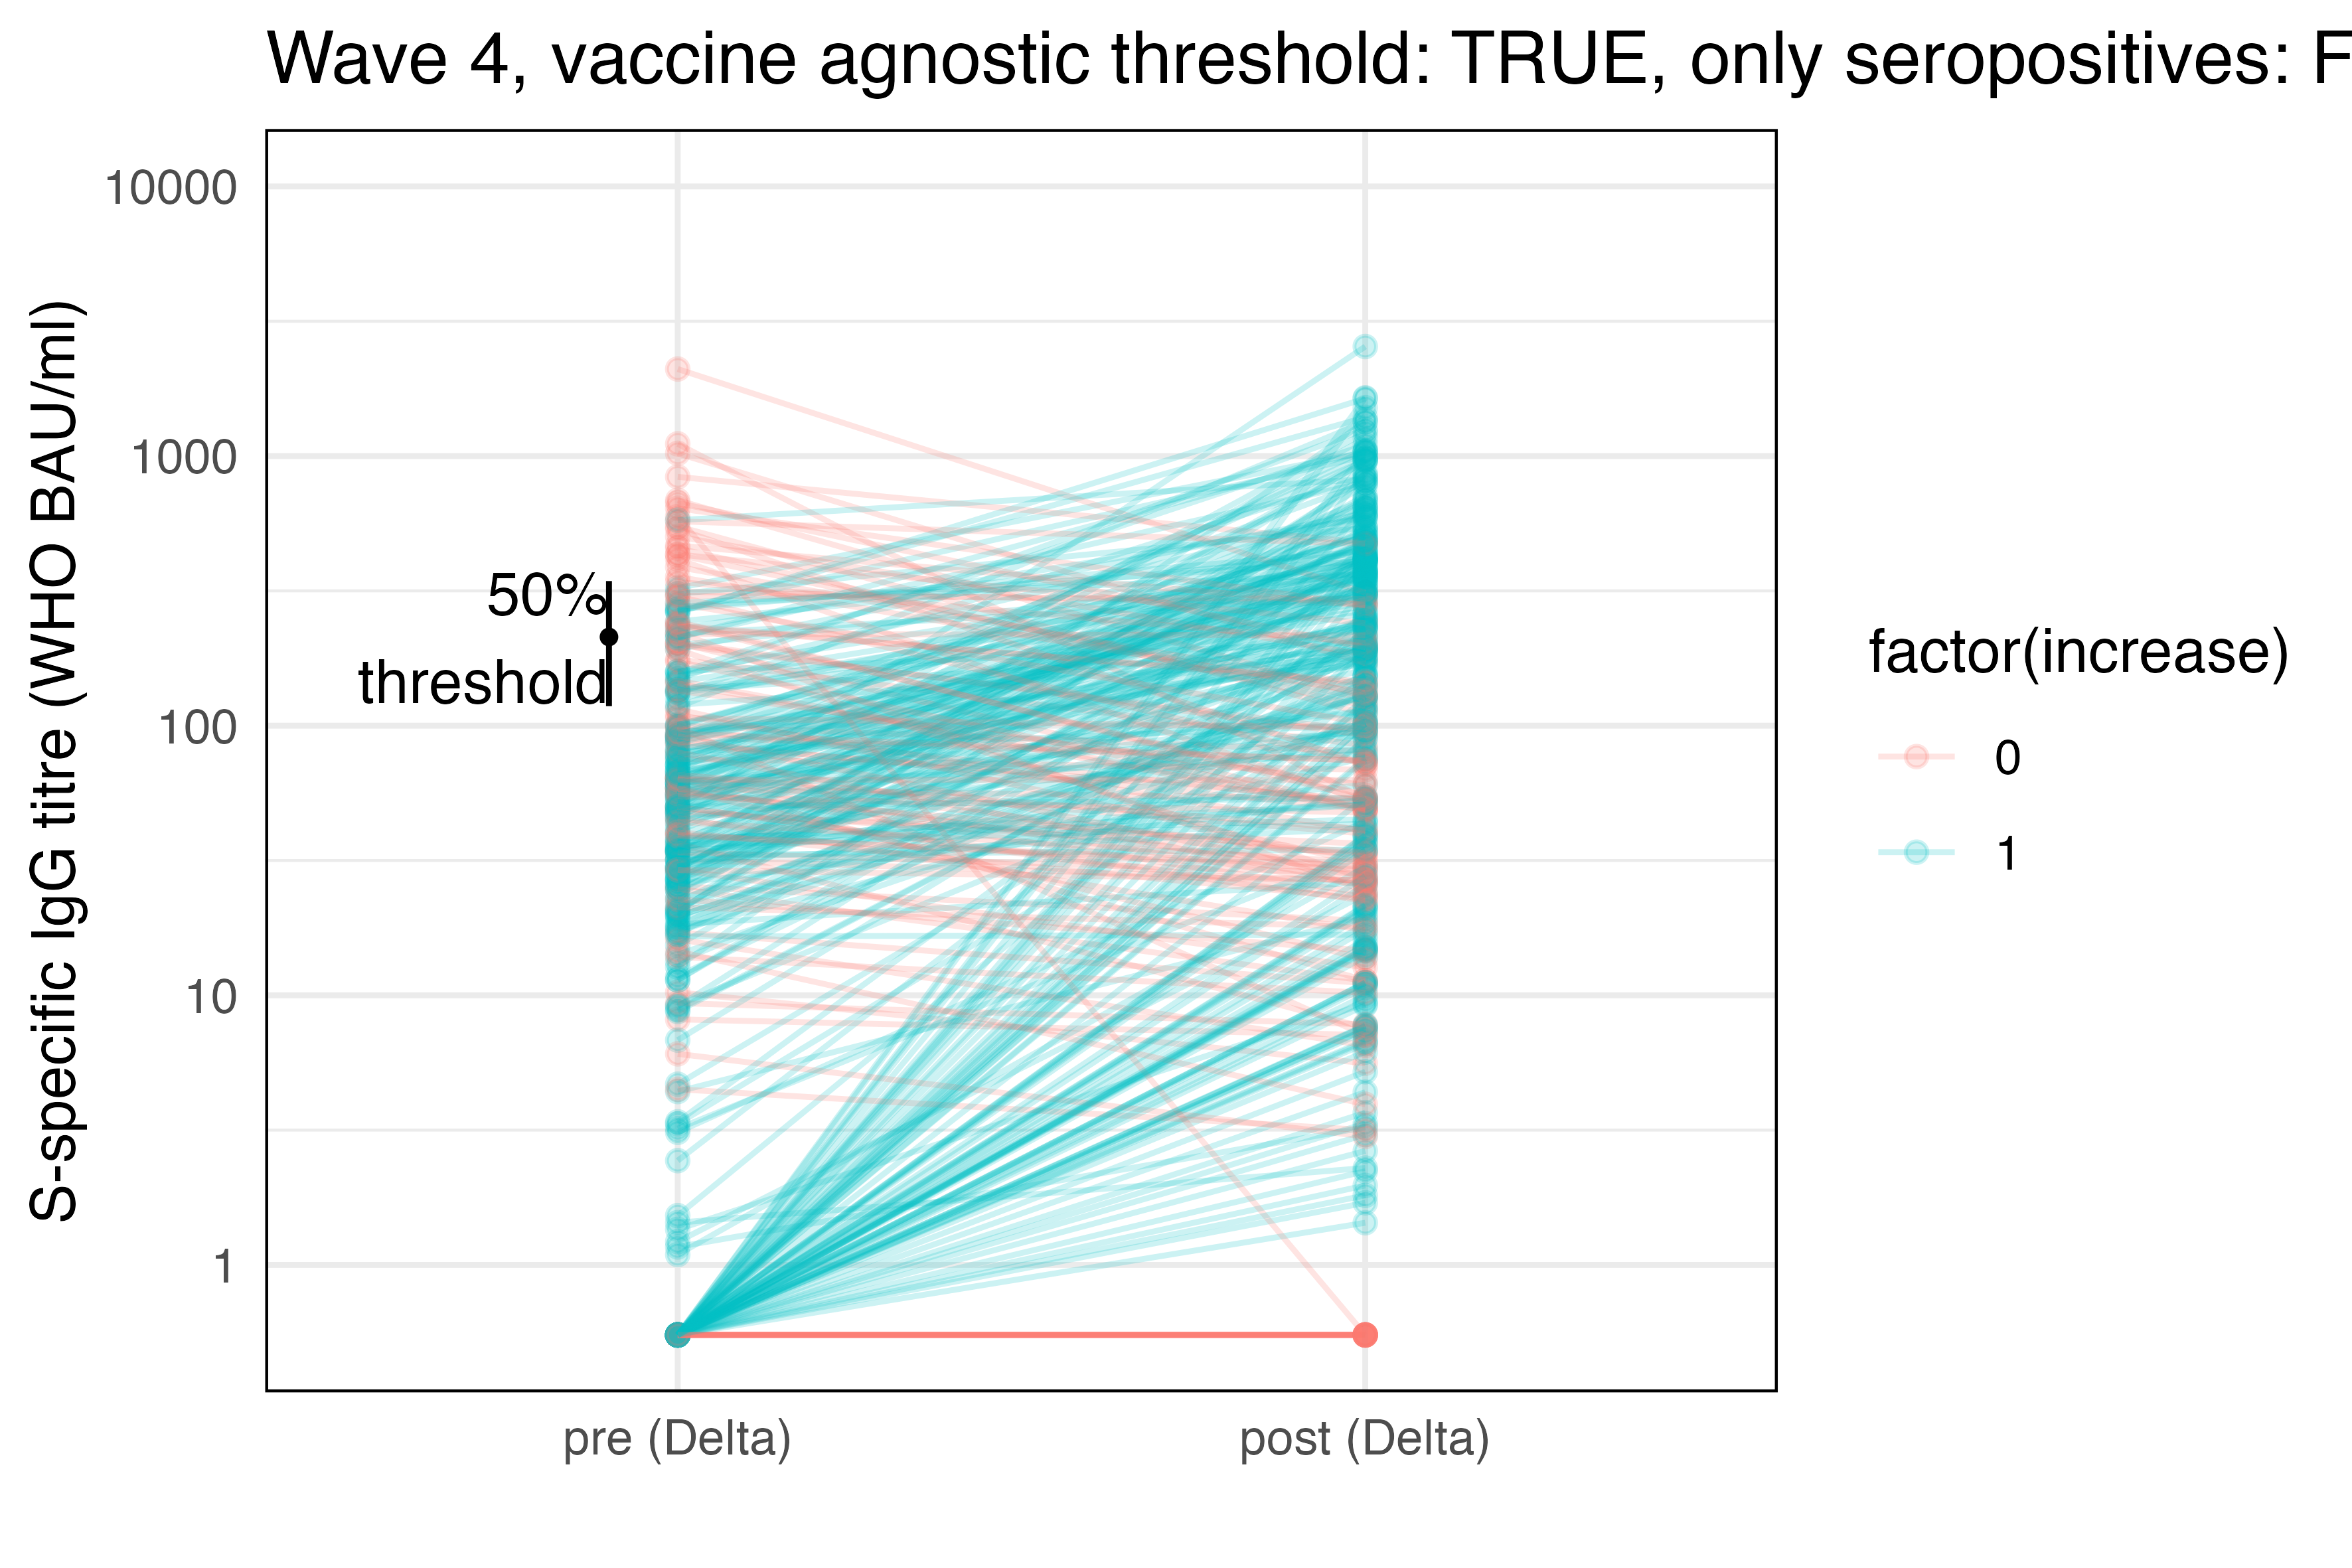 Wave 4, vaccine agnostic threshold: TRUE, only seropositives: F
S-specific IgG titre (WHO BAU/ml)
10000
1000
100
10
1
50%
threshold
pre (Delta)
post (Delta)
factor(increase)
0
1